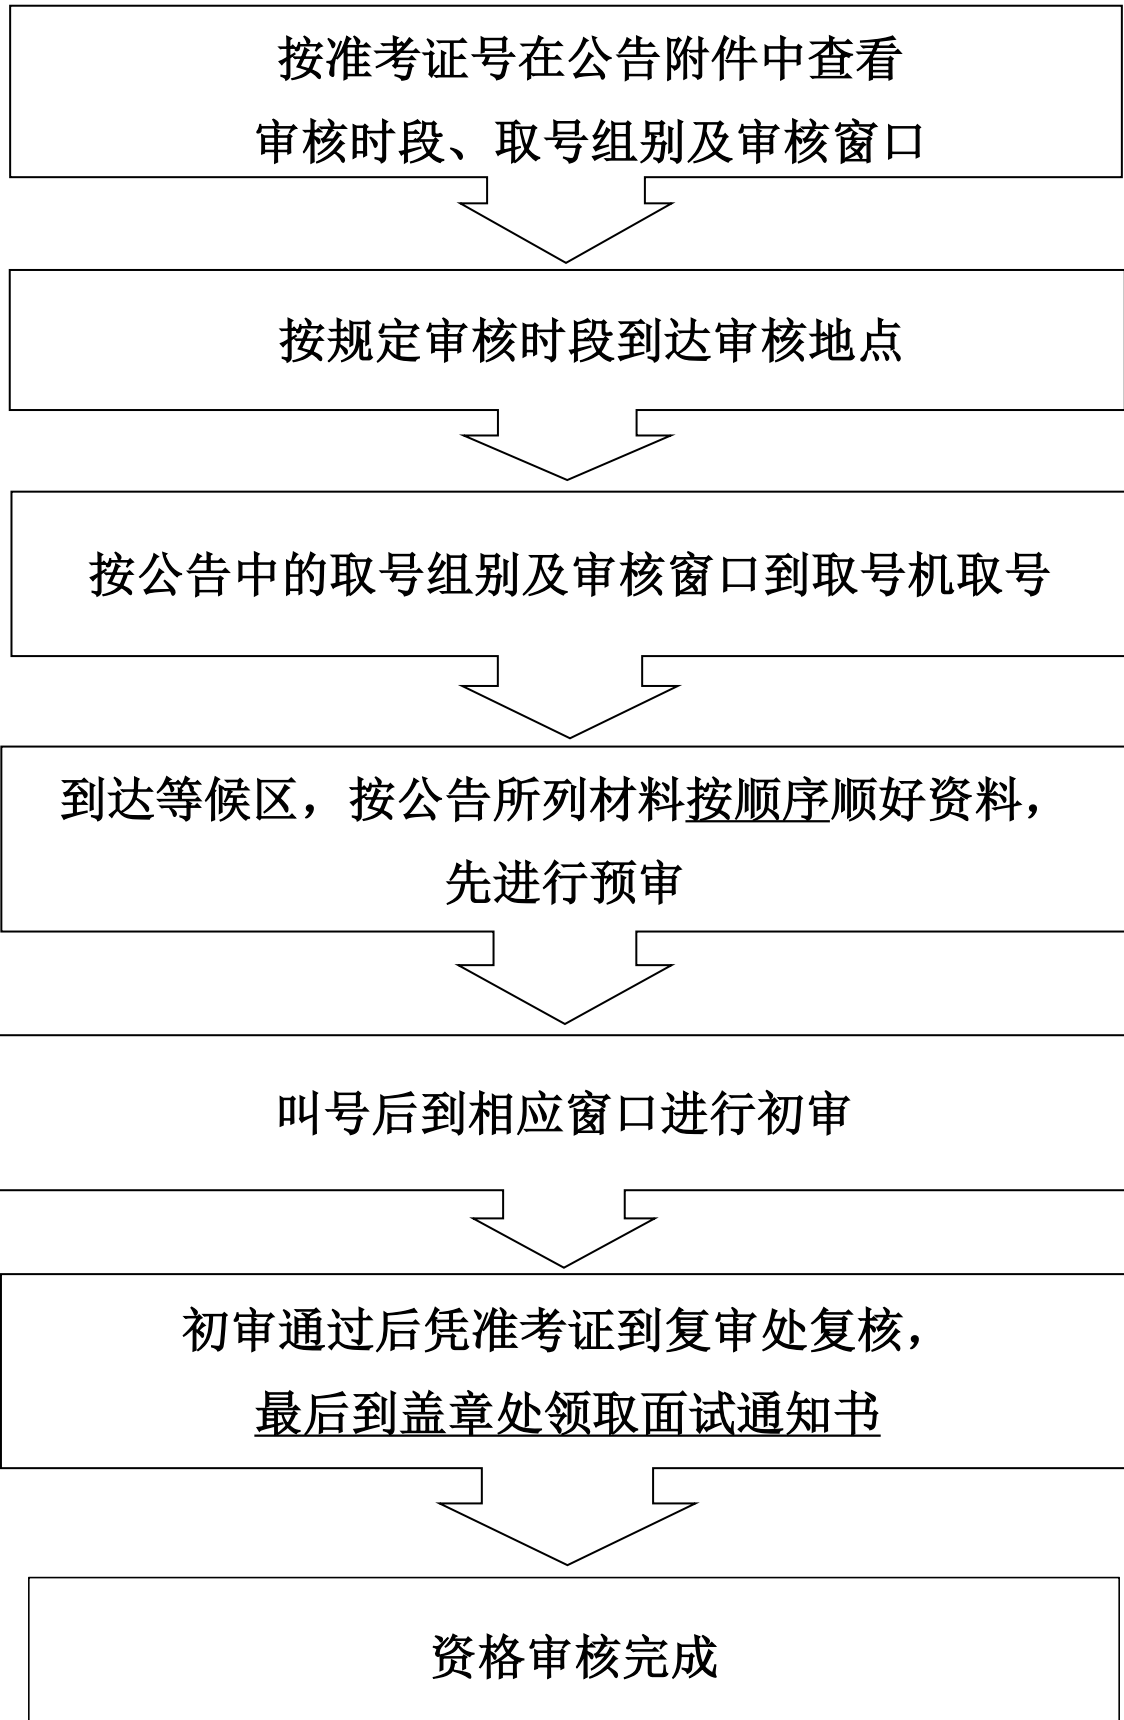 按准考证号在公告附件中查看
审核时段、取号组别及审核窗口
按规定审核时段到达审核地点
按公告中的取号组别及审核窗口到取号机取号
到达等候区，按公告所列材料按顺序顺好资料，
先进行预审
叫号后到相应窗口进行初审
初审通过后凭准考证到复审处复核，
最后到盖章处领取面试通知书
资格审核完成